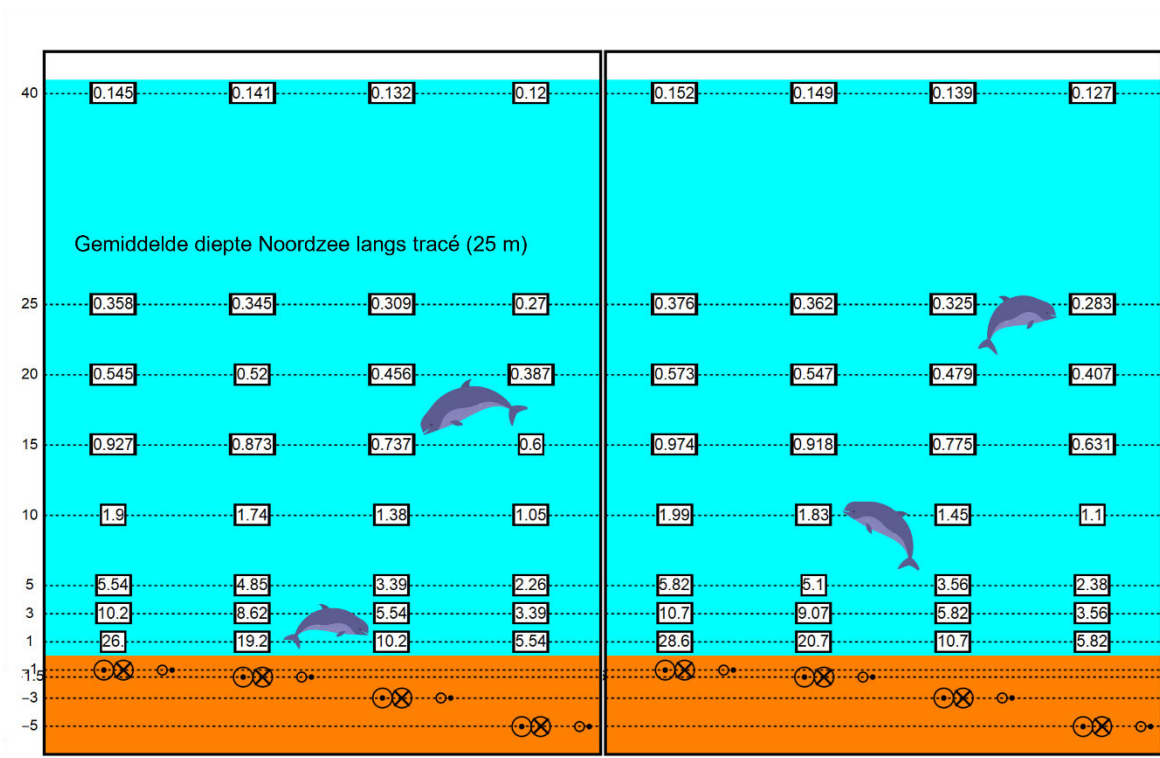 40 0.145 0.141 0.132 0.12 0.152 0.149 0.139 0.127
Gemiddelde diepte Noordzee langs tracé (25 m)
25 0.358 0.345 0.309 0.27 0.376 0.362 0.325 0.283
20 0.545 0.52 0.456 0.387 0.573 0.547 0.479 0.407
15 0.927 0.873 0.737 0.6 0.974 0.918 0.775 0.631
10 1.9 1.74 1.38 1.05 1.99 1.83 1.45 1.1
5 5.54 4.85 3.39 2.26 5.82 5.1 3.56 2.38
3 10.2 8.62 5.54 3.39 10.7 9.07 5.82 3.56
1 26. 19.2 10.2 5.54 28.6 20.7 10.7 5.82
−3
−5